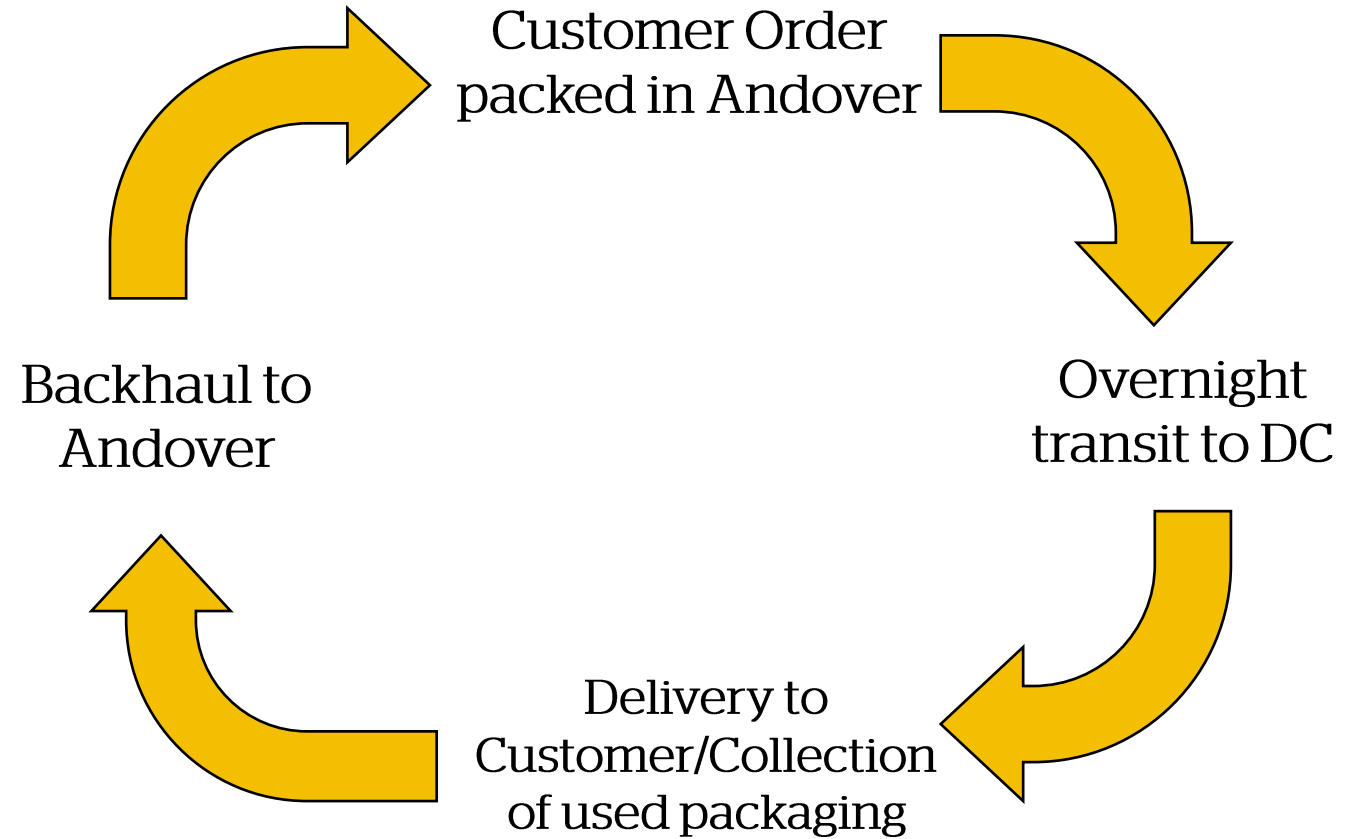 Customer Order
packed in Andover
Overnight
transit to DC
Delivery to
Customer/Collection
of used packaging
Backhaul to
Andover